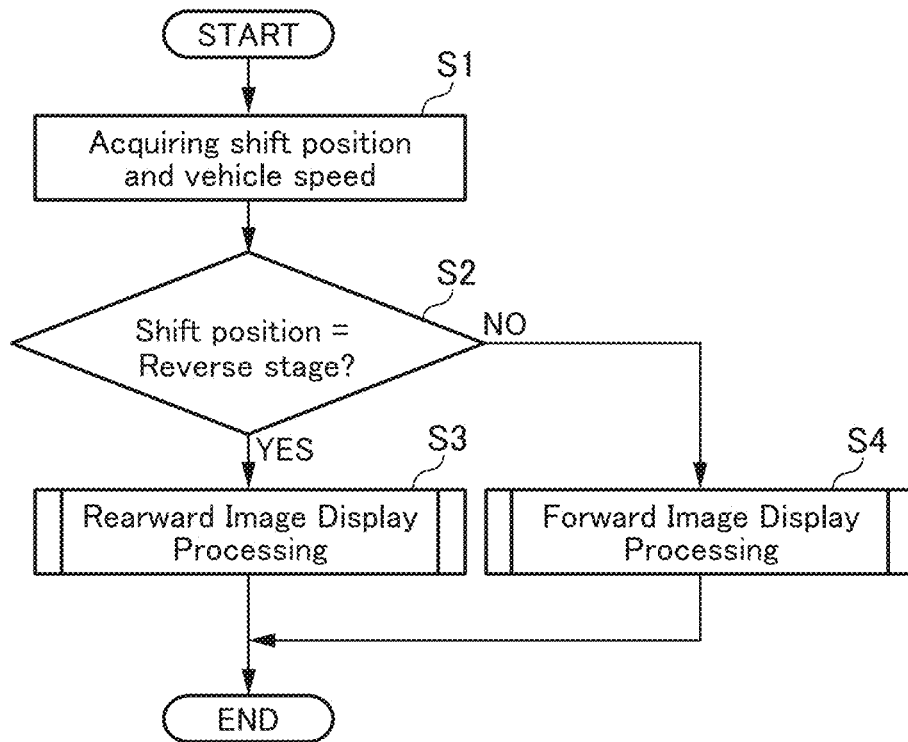 START
S1
Acquiring shift position
and vehicle speed
S2
Shift position =
Reverse stage?
NO
YES
S3
S4
Rearward Image Display
Processing
Forward Image Display
Processing
END